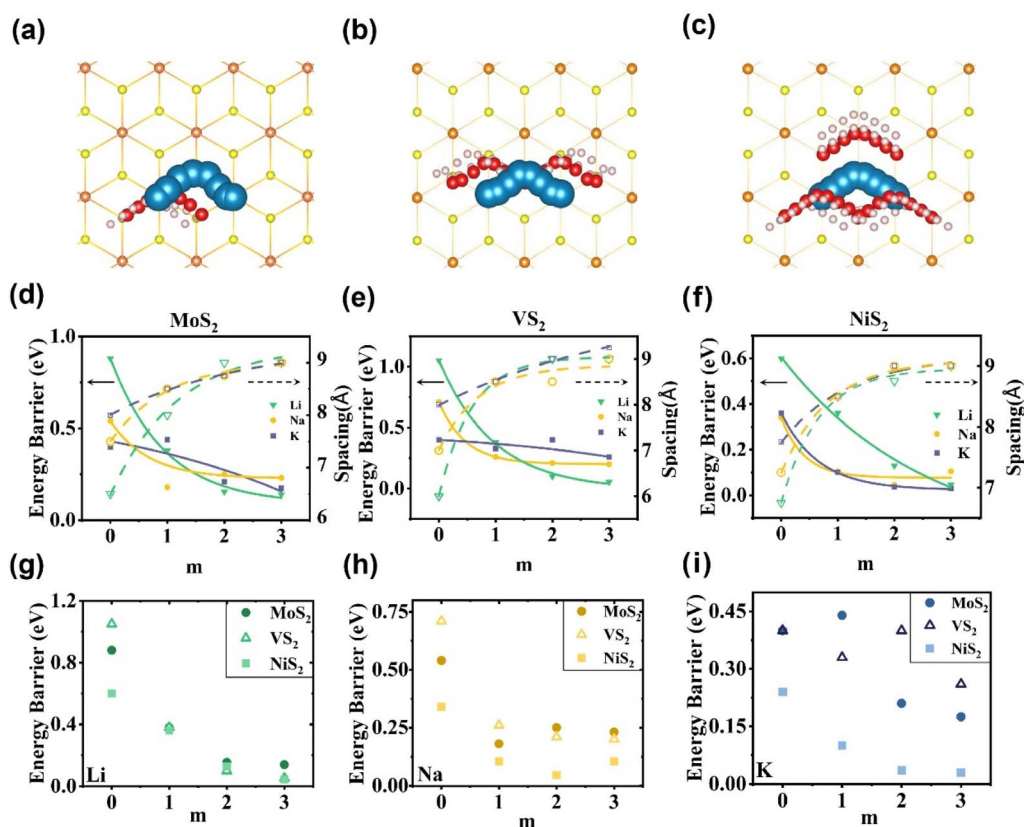 (a)
(b)
(c)
(d)
MoS2
Energy Barrier (eV)
1.0
0.5
0.0
9
8
7
6
Spacing(Å)
Li
Na
K
0 1 2 3
m
(e)
VS2
Energy Barrier (eV)
1.0
0.5
0.0
9
8
7
6
Spacing(Å)
Li
Na
K
0 1 2 3
m
(f)
NiS2
Energy Barrier (eV)
0.6
0.4
0.2
0.0
9
8
7
Spacing(Å)
Li
Na
K
0 1 2 3
m
(g)
Energy Barrier (eV)
1.2
0.8
0.4
0.0
MoS2
VS2
NiS2
Li
0 1 2 3
m
(h)
Energy Barrier (eV)
0.75
0.50
0.25
0.00
MoS2
VS2
NiS2
Na
0 1 2 3
m
(i)
Energy Barrier (eV)
0.45
0.30
0.15
0.00
MoS2
VS2
NiS2
K
0 1 2 3
m